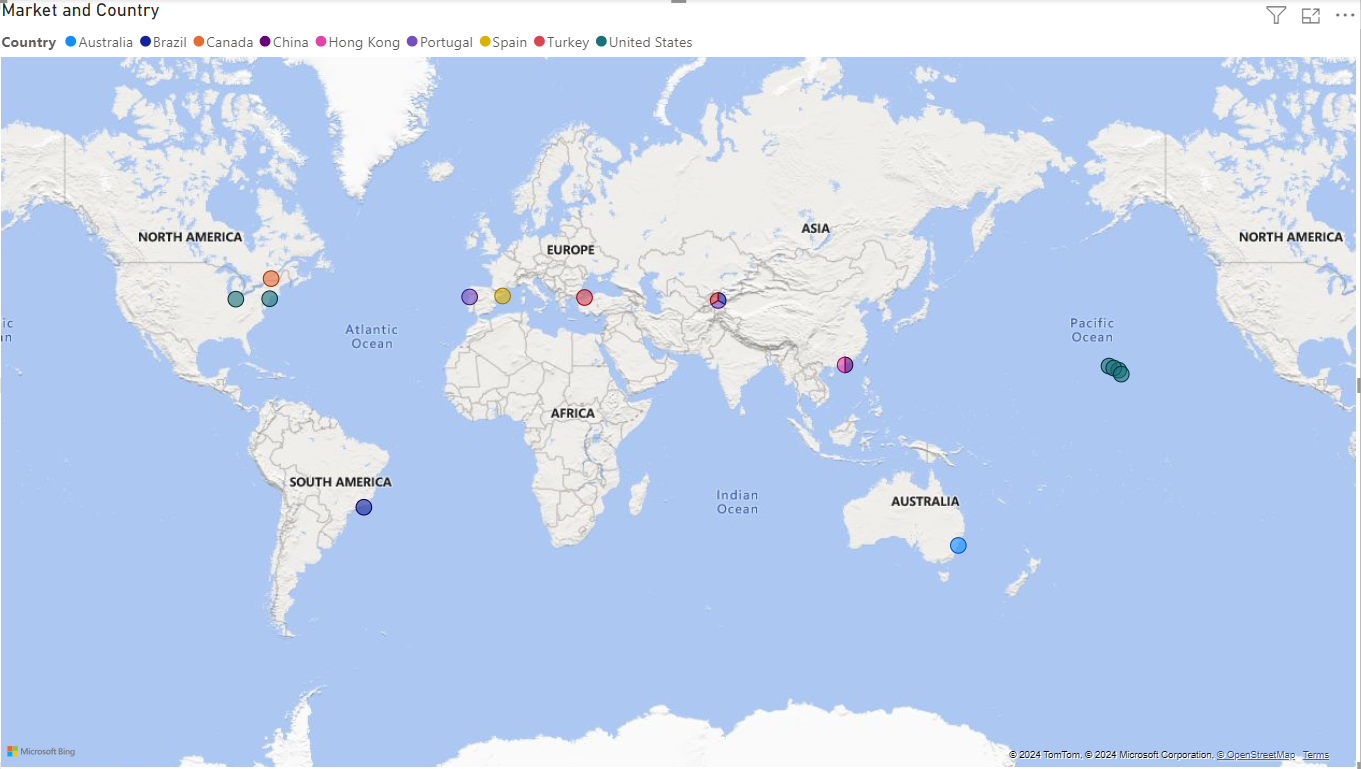 Market and Country
Country Australia Brazil Canada China Hong Kong Portugal Spain Turkey United States
NORTH AMERICA
EUROPE
ASIA
NORTH AMERICA
Atlantic
Ocean
Pacific
Ocean
ic
an
AFRICA
SOUTH AMERICA
Indian
Ocean
AUSTRALIA
Microsoft Bing
© 2024 TomTom, © 2024 Microsoft Corporation, © OpenStreetMap Terms